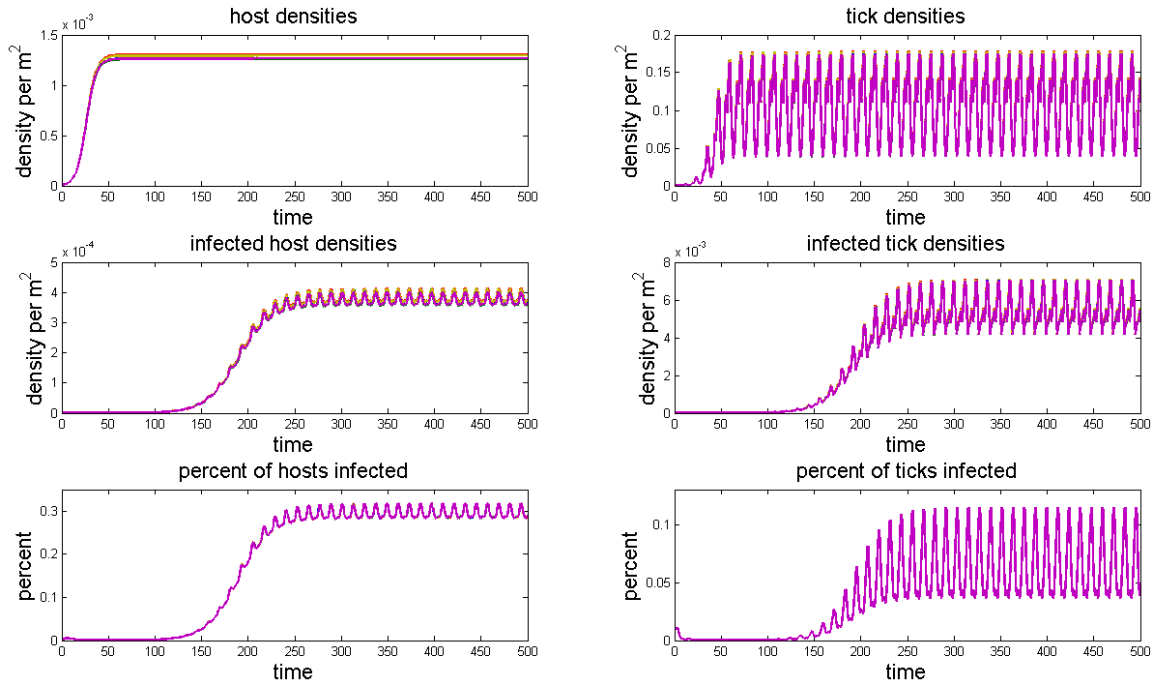 host densities
x 10⁻³
density per m²
1.5
1
0.5
0
0 50 100 150 200 250 300 350 400 450 500
time
tick densities
density per m²
0.2
0.15
0.1
0.05
0
0 50 100 150 200 250 300 350 400 450 500
time
infected host densities
x 10⁻⁴
density per m²
5
4
3
2
1
0
0 50 100 150 200 250 300 350 400 450 500
time
infected tick densities
x 10⁻³
density per m²
8
6
4
2
0
0 50 100 150 200 250 300 350 400 450 500
time
percent of hosts infected
percent
0.3
0.2
0.1
0
0 50 100 150 200 250 300 350 400 450 500
time
percent of ticks infected
percent
0.1
0.05
0
0 50 100 150 200 250 300 350 400 450 500
time